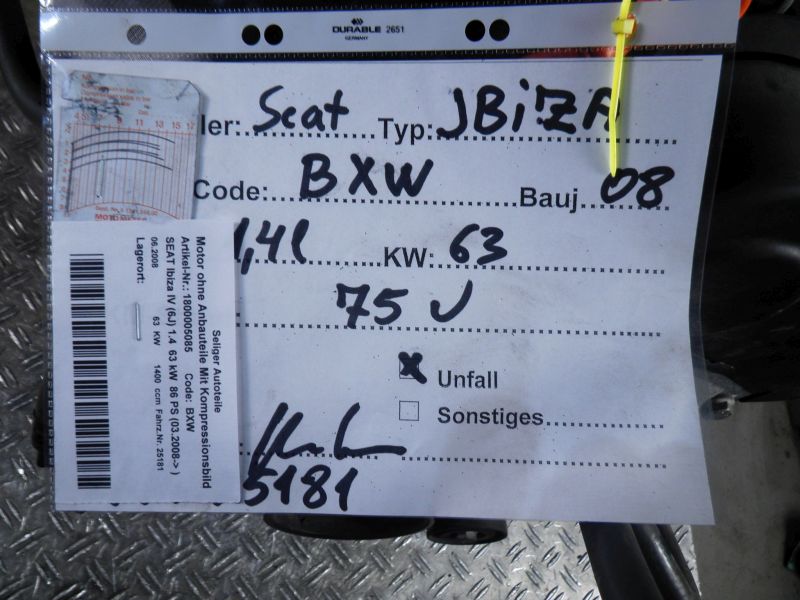 DURABLE 2651
GERMANY
ler: Seat Typ: JBiZA
Code: BXW Bauj 08
1,4l KW: 63
75 U
Unfall
Sonstiges
5181
Seliger Autoteile
Motor ohne Anbauteile Mit Kompressionsbild
Artikel-Nr.: 1800005085 Code: BXW
SEAT Ibiza IV (6J) 1.4 63 kW 86 PS (03.2008-> )
06.2008 63 KW 1400 ccm Fahrz.Nr. 25181
Lagerort: